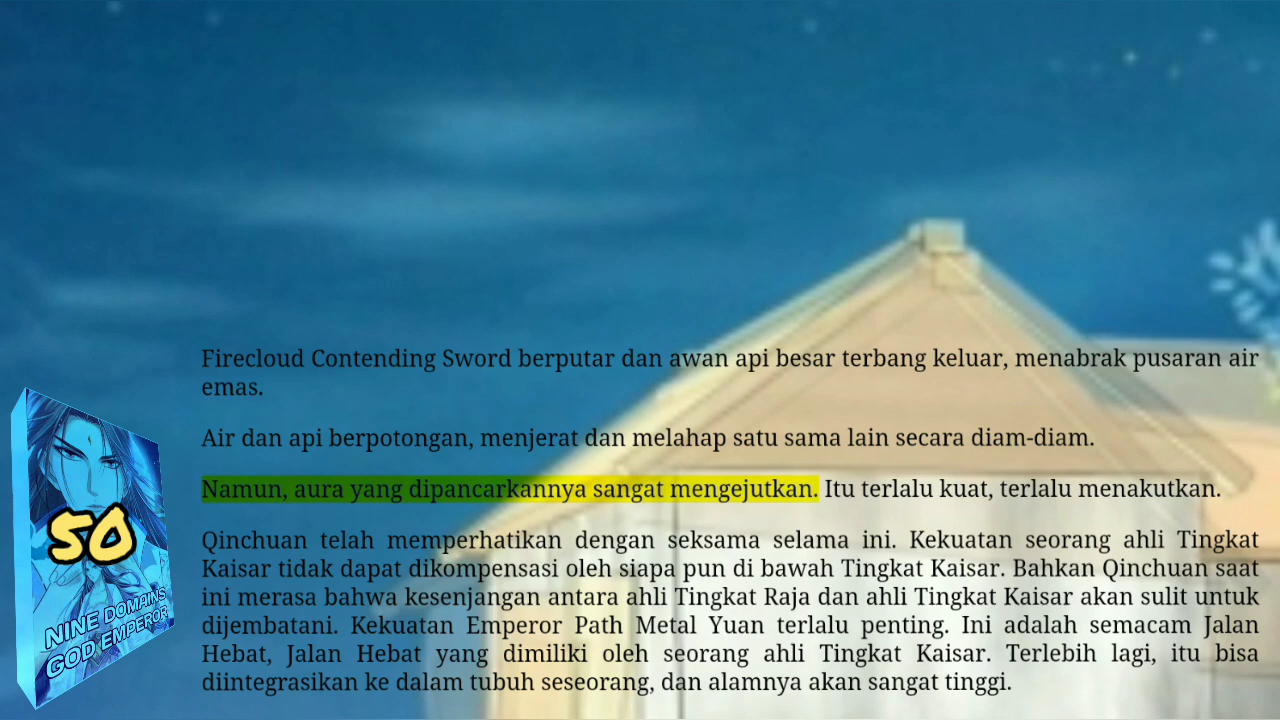 Firecloud Contending Sword berputar dan awan api besar terbang keluar, menabrak pusaran air
emas.
Air dan api berpotongan, menjerat dan melahap satu sama lain secara diam-diam.
Namun, aura yang dipancarkannya sangat mengejutkan. Itu terlalu kuat, terlalu menakutkan.
Qinchuan telah memperhatikan dengan seksama selama ini. Kekuatan seorang ahli Tingkat
Kaisar tidak dapat dikompensasi oleh siapa pun di bawah Tingkat Kaisar. Bahkan Qinchuan saat
ini merasa bahwa kesenjangan antara ahli Tingkat Raja dan ahli Tingkat Kaisar akan sulit untuk
dijembatani. Kekuatan Emperor Path Metal Yuan terlalu penting. Ini adalah semacam Jalan
Hebat, Jalan Hebat yang dimiliki oleh seorang ahli Tingkat Kaisar. Terlebih lagi, itu bisa
diintegrasikan ke dalam tubuh seseorang, dan alamnya akan sangat tinggi.
50
NINE DOMAINS
GOD EMPEROR